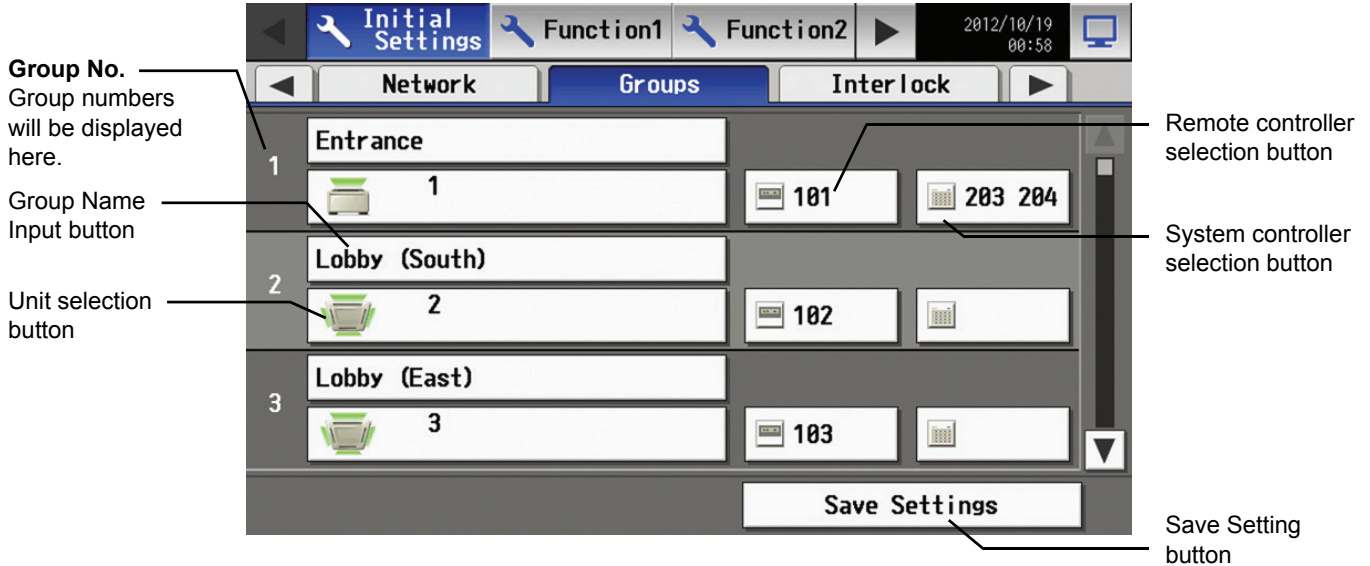 Initial
Settings
Function1
Function2
2012/10/19
00:58
Network
Groups
Interlock
Group No.
Group numbers
will be displayed
here.
Group Name
Input button
Unit selection
button
1
Entrance
1
101
203 204
2
Lobby (South)
2
102
3
Lobby (East)
3
103
Save Settings
Remote controller
selection button
System controller
selection button
Save Setting
button